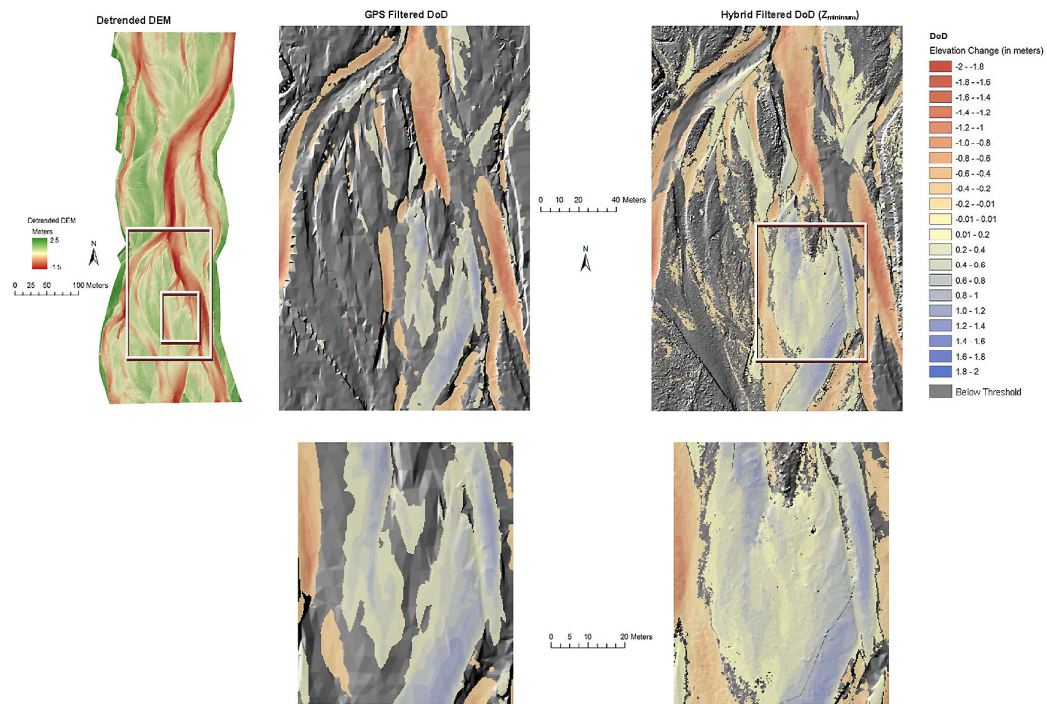 Detrended DEM
GPS Filtered DoD
Hybrid Filtered DoD (Zminimum)
Detrended DEM
Meters
2.5
-1.5
N
0 25 50 100 Meters
0 10 20 40 Meters
N
DoD
Elevation Change (in meters)
-2 - -1.8
-1.8 - -1.6
-1.6 - -1.4
-1.4 - -1.2
-1.2 - -1
-1.0 - -0.8
-0.8 - -0.6
-0.6 - -0.4
-0.4 - -0.2
-0.2 - -0.01
-0.01 - 0.01
0.01 - 0.2
0.2 - 0.4
0.4 - 0.6
0.6 - 0.8
0.8 - 1
1.0 - 1.2
1.2 - 1.4
1.4 - 1.6
1.6 - 1.8
1.8 - 2
Below Threshold
0 5 10 20 Meters